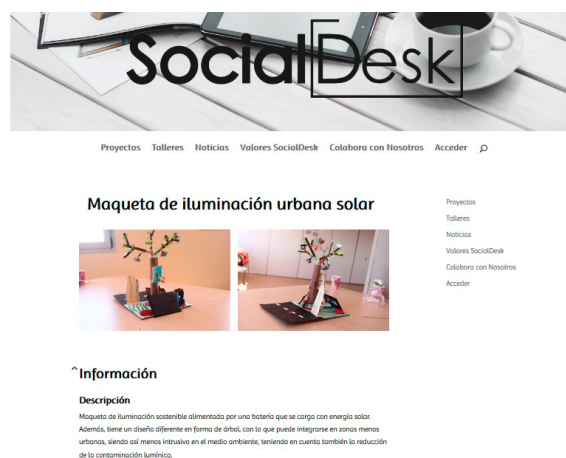 SocialDesk
Proyectos Talleres Noticias Valores SocialDesk Colabora con Nosotros Acceder
Maqueta de iluminación urbana solar
Proyectos
Talleres
Noticias
Valores SocialDesk
Colabora con Nosotros
Acceder
Información
Descripción
Maqueta de iluminación sostenible alimentada por una batería que se carga con energía solar.
Además, tiene un diseño diferente en forma de árbol, con lo que puede integrarse en zonas menos
urbanas, siendo así menos intrusivo en el medio ambiente, teniendo en cuenta también la reducción
de la contaminación lumínica.